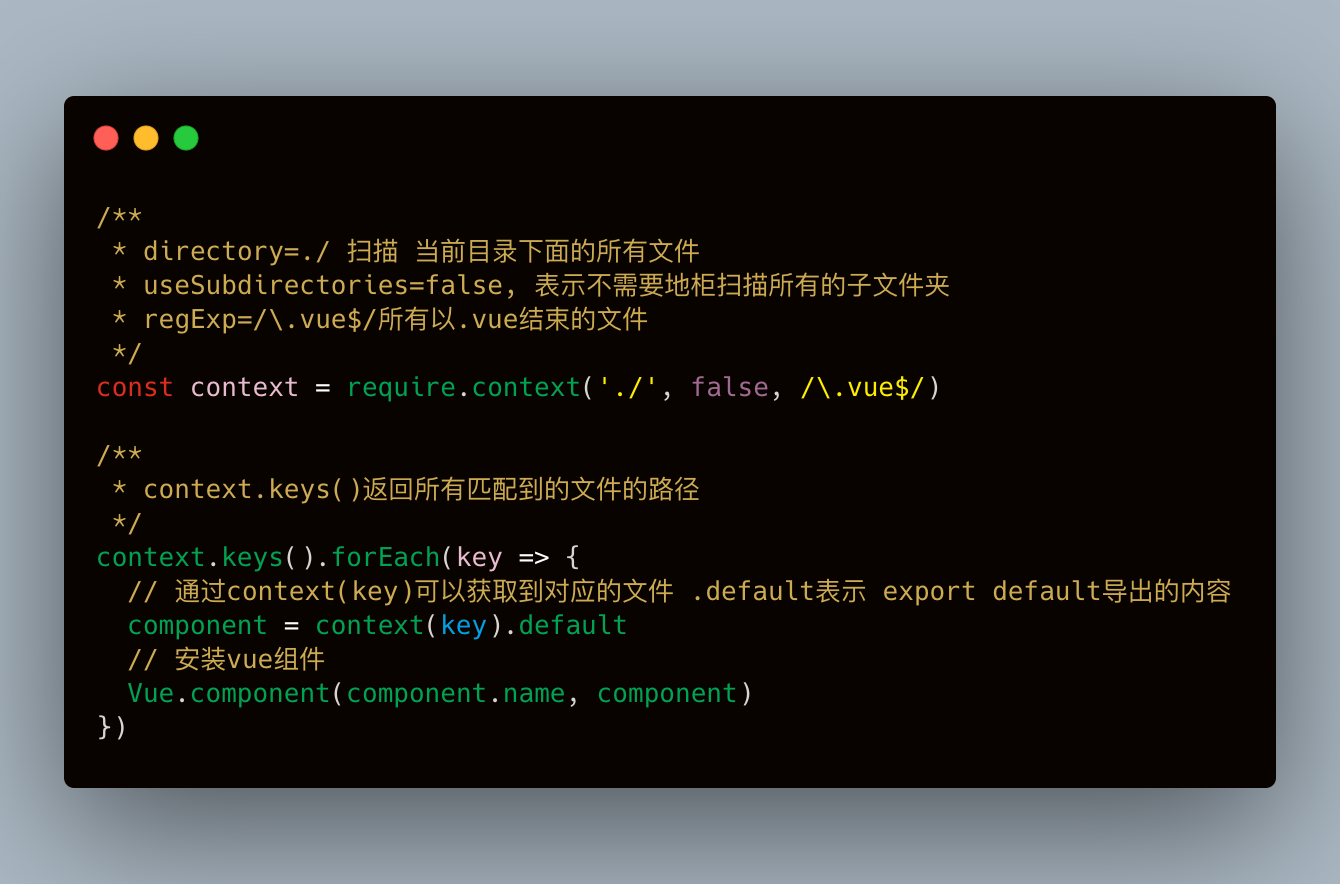 /**
 * directory=./ 扫描 当前目录下面的所有文件
 * useSubdirectories=false, 表示不需要地柜扫描所有的子文件夹
 * regExp=/\.vue$/所有以.vue结束的文件
 */
const context = require.context('./', false, /\.vue$/)

/**
 * context.keys()返回所有匹配到的文件的路径
 */
context.keys().forEach(key => {
  // 通过context(key)可以获取到对应的文件 .default表示 export default导出的内容
  component = context(key).default
  // 安装vue组件
  Vue.component(component.name, component)
})